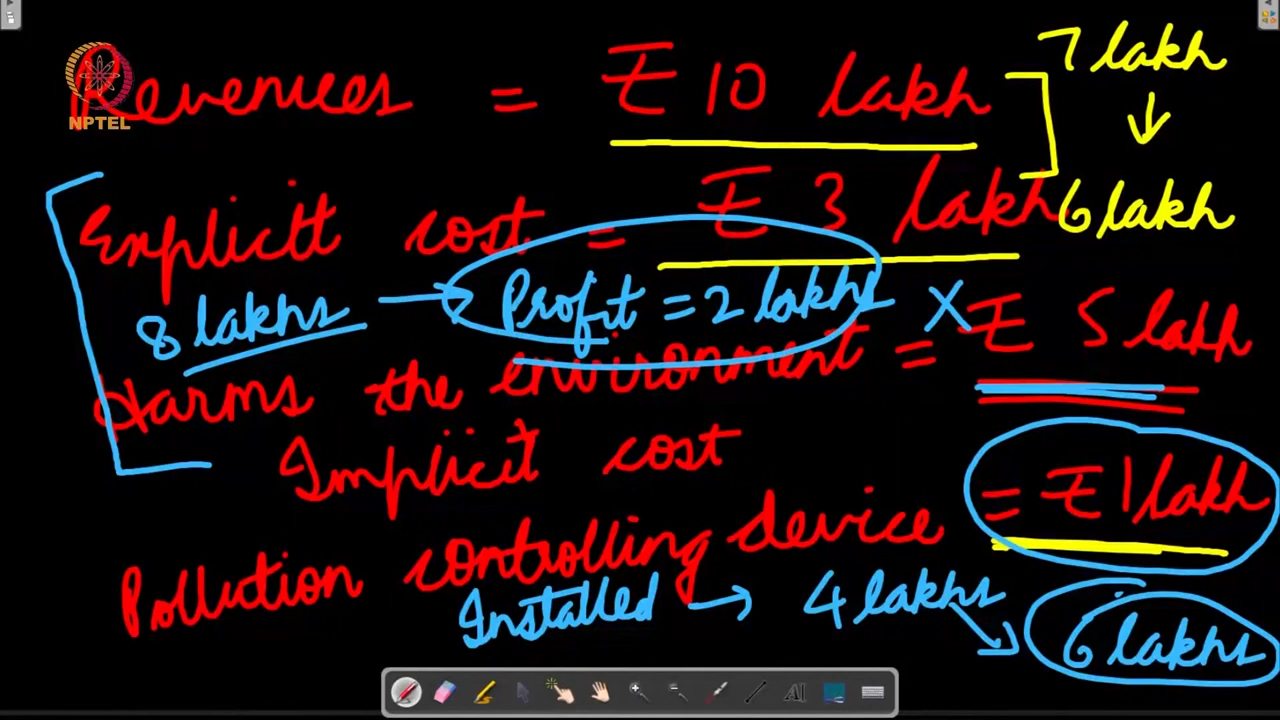 NPTEL
Revenues = ₹ 10 lakh
7 lakh
↓
6 lakh
Explicit cost = ₹ 3 lakh
8 lakhs → Profit = 2 lakhs X
Harms the environment = ₹ 5 lakh
Implicit cost
Pollution controlling device = ₹ 1 lakh
Installed → 4 lakhs → 6 lakhs